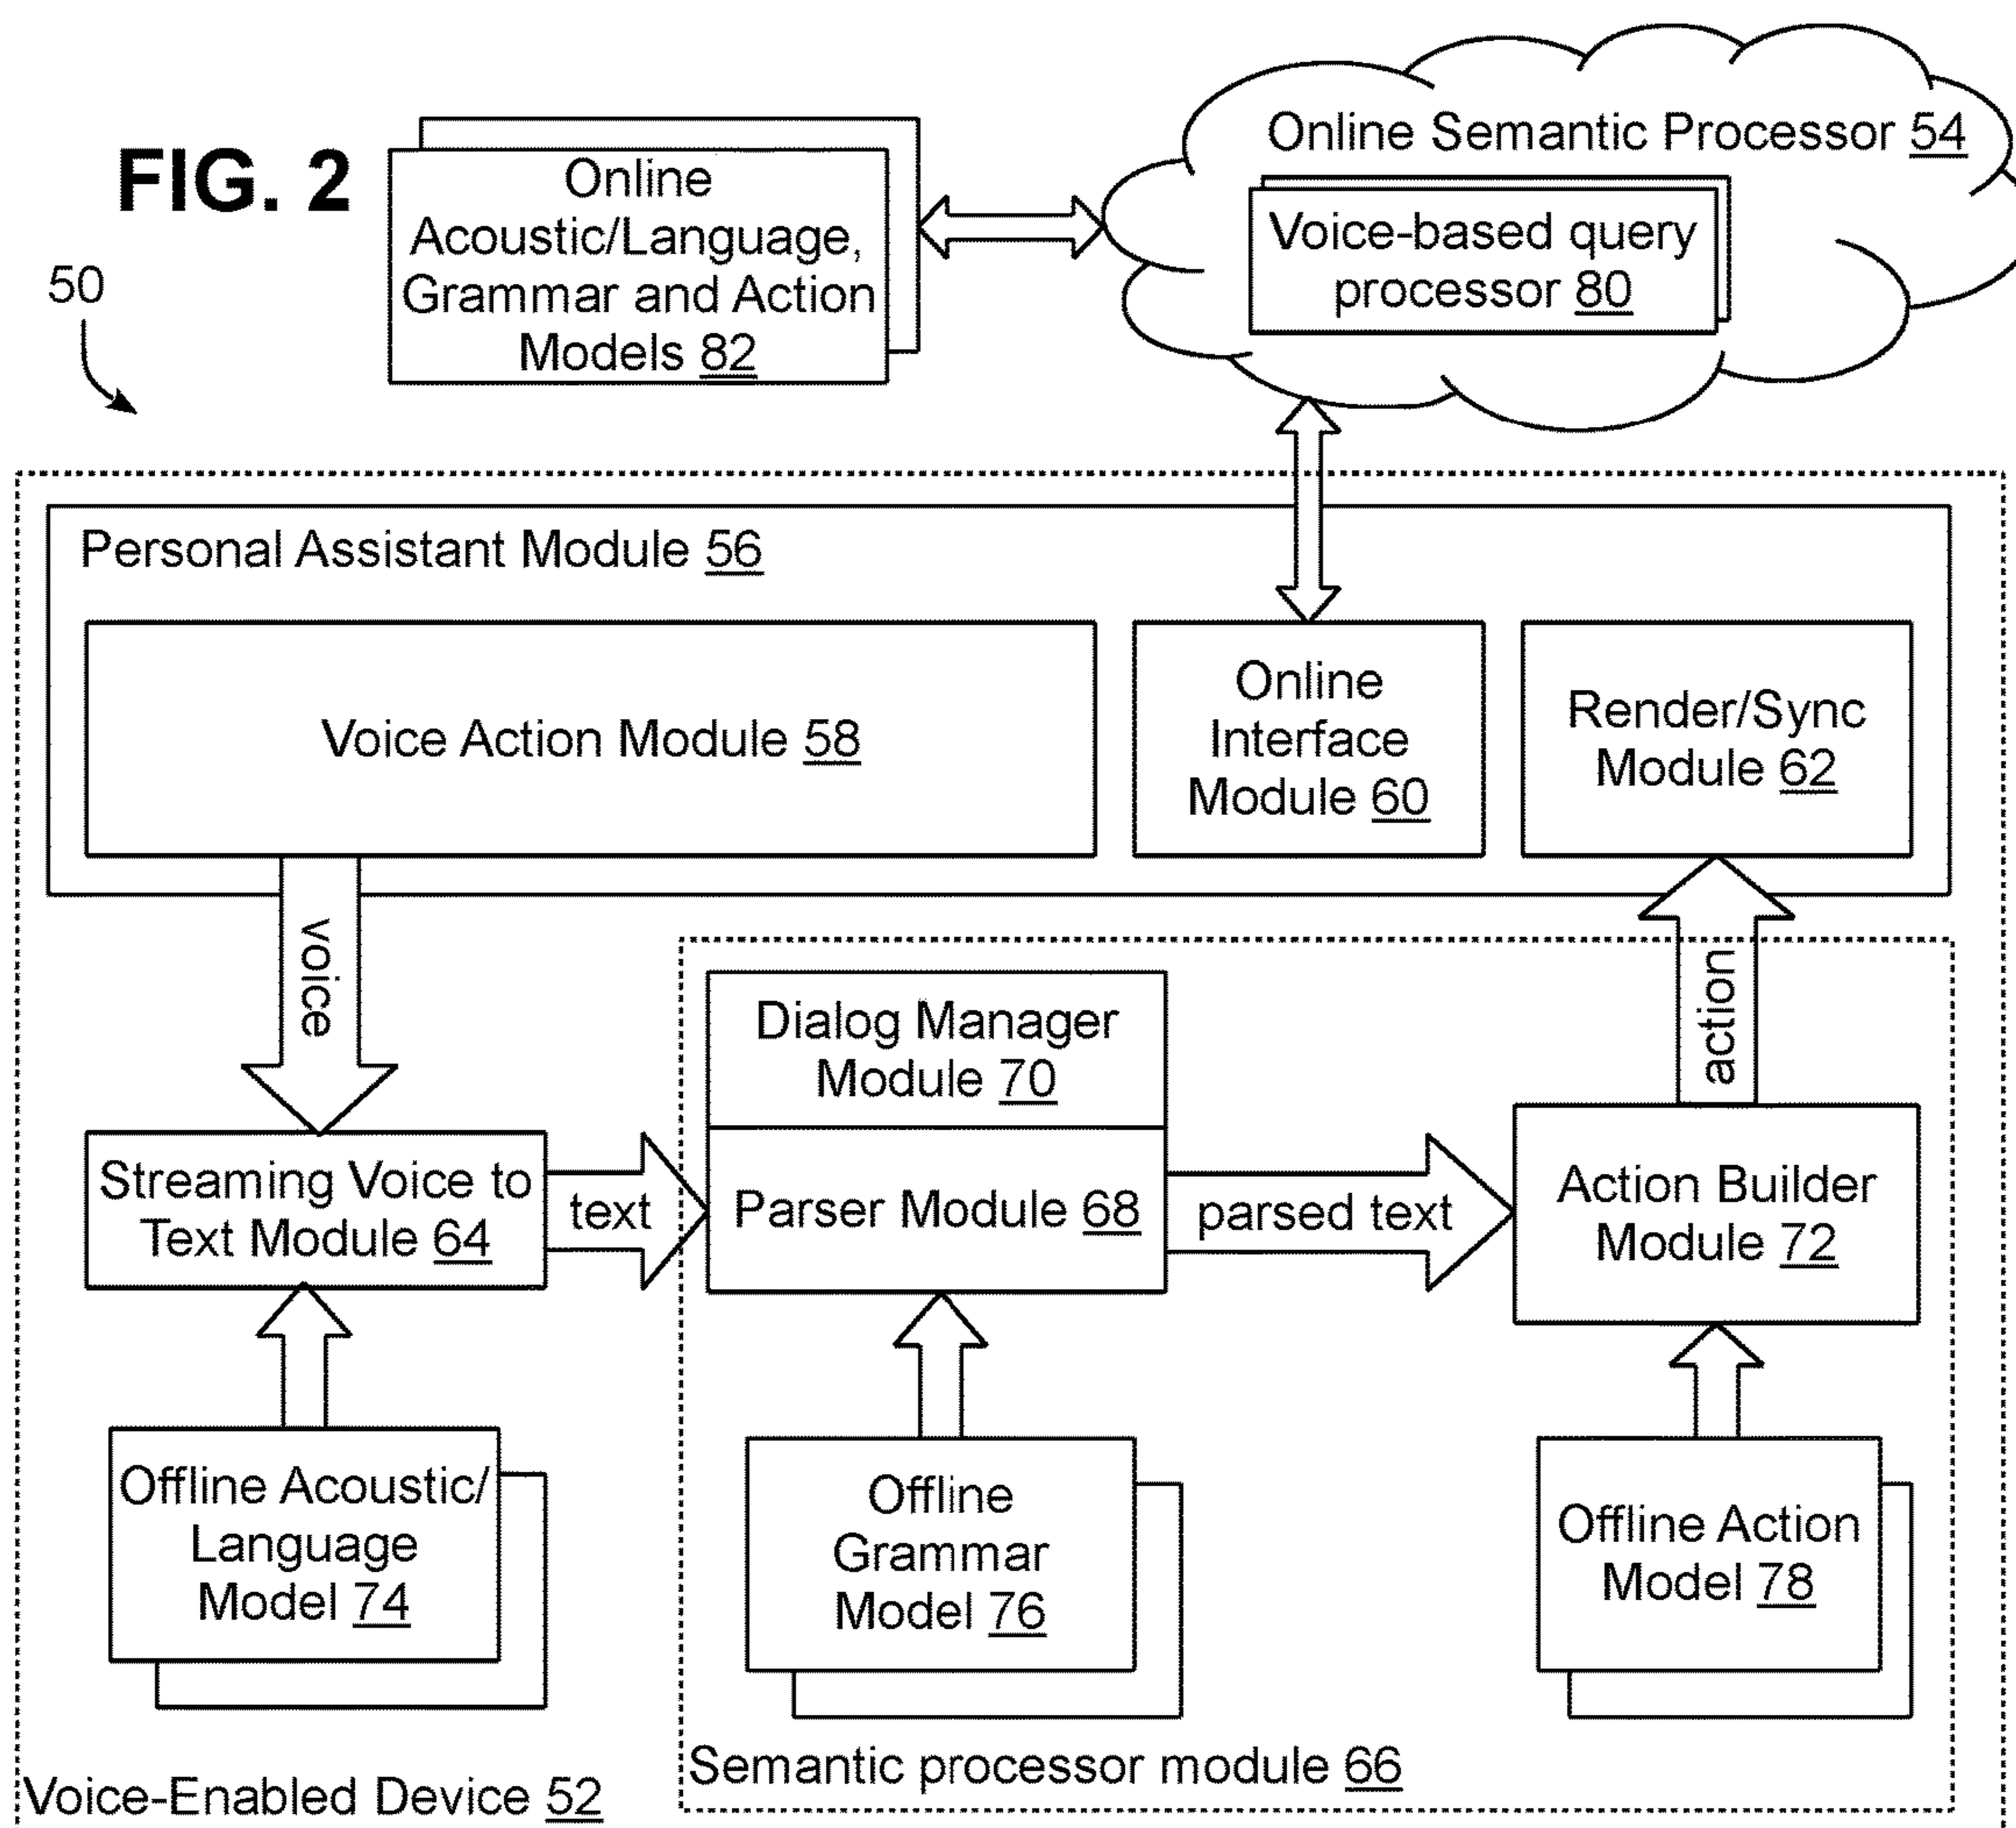 FIG. 2
50
Online
Acoustic/Language,
Grammar and Action
Models 82
Online Semantic Processor 54
Voice-based query
processor 80
Personal Assistant Module 56
Voice Action Module 58
Online
Interface
Module 60
Render/Sync
Module 62
voice
action
Dialog Manager
Module 70
Streaming Voice to
Text Module 64
text
Parser Module 68
parsed text
Action Builder
Module 72
Offline Acoustic/
Language
Model 74
Offline
Grammar
Model 76
Offline Action
Model 78
Semantic processor module 66
Voice-Enabled Device 52